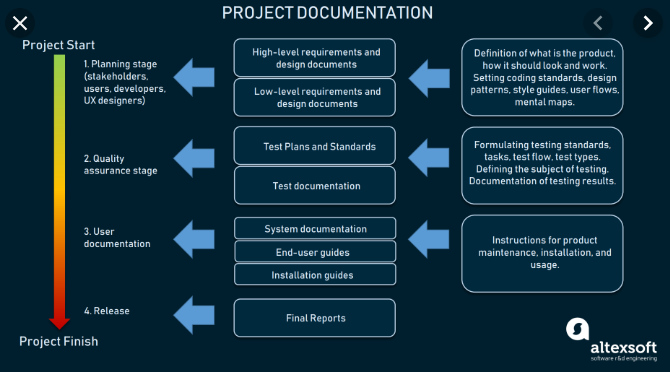 PROJECT DOCUMENTATION
Project Start
1. Planning stage
(stakeholders,
users, developers,
UX designers)
High-level requirements and
design documents
Low-level requirements and
design documents
Definition of what is the product,
how it should look and work.
Setting coding standards, design
patterns, style guides, user flows,
mental maps.
2. Quality
assurance stage
Test Plans and Standards
Test documentation
Formulating testing standards,
tasks, test flow, test types.
Defining the subject of testing.
Documentation of testing results.
3. User
documentation
System documentation
End-user guides
Installation guides
Instructions for product
maintenance, installation, and
usage.
4. Release
Final Reports
Project Finish
altexsoft
software r&d engineering